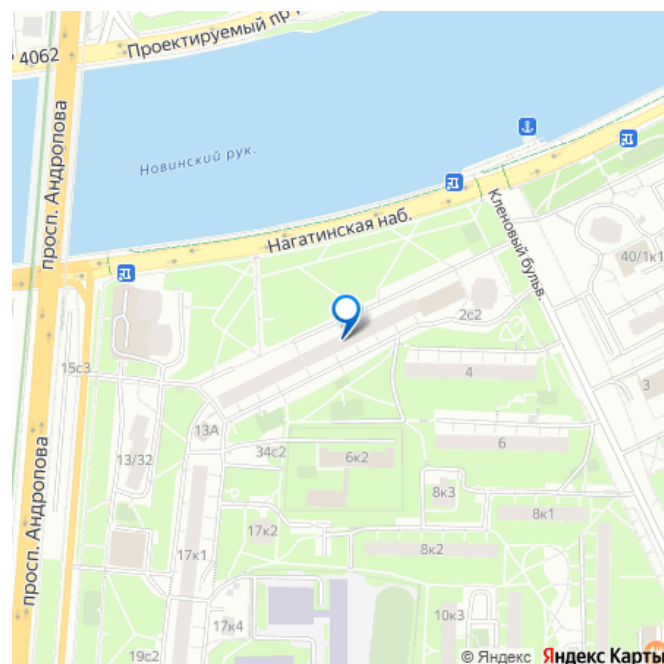 4062
Проектируемый пр
просп. Андропова
Новинский рук.
Нагатинская наб.
Кленовый бульв.
40/1к1
2с2
15с3
4
3
13А
6
13/32
34с2
6к2
8к3
17к2
8к1
17к1
8к2
просп. Андропова
10к3
17к4
19с2
© Яндекс Яндекс Карты